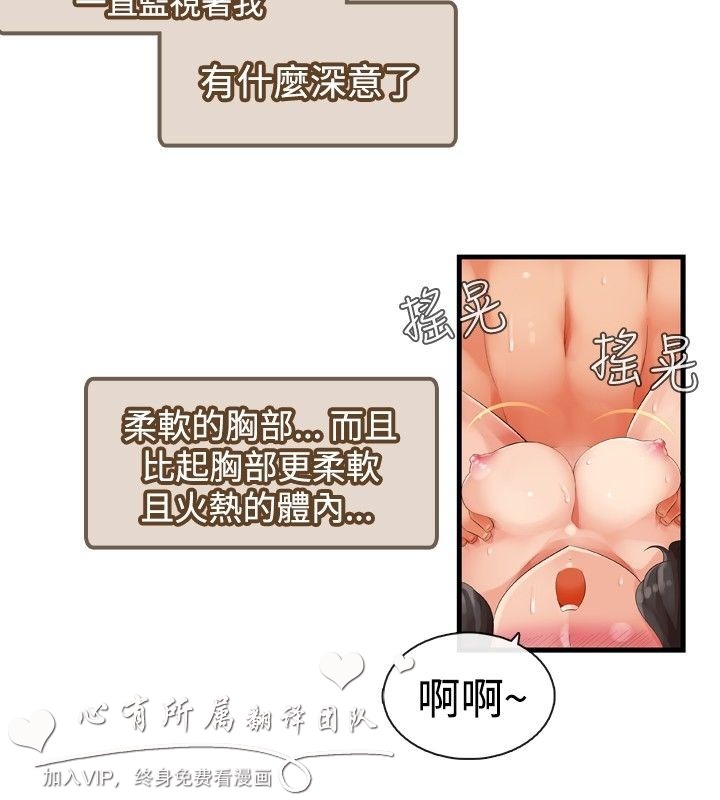 一直監視著我
有什麼深意了
搖晃
搖晃
柔軟的胸部... 而且
比起胸部更柔軟
且火熱的體內...
啊啊~
心有所属翻译团队
加入VIP，终身免费看漫画